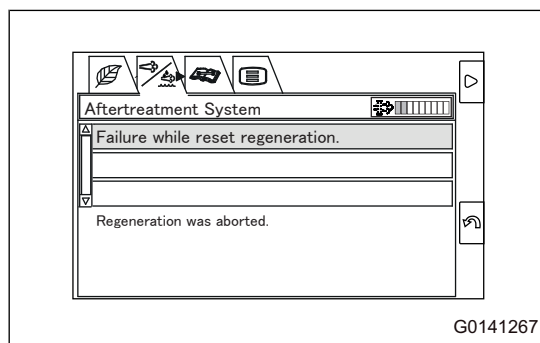 Aftertreatment System
Failure while reset regeneration.
Regeneration was aborted.
G0141267